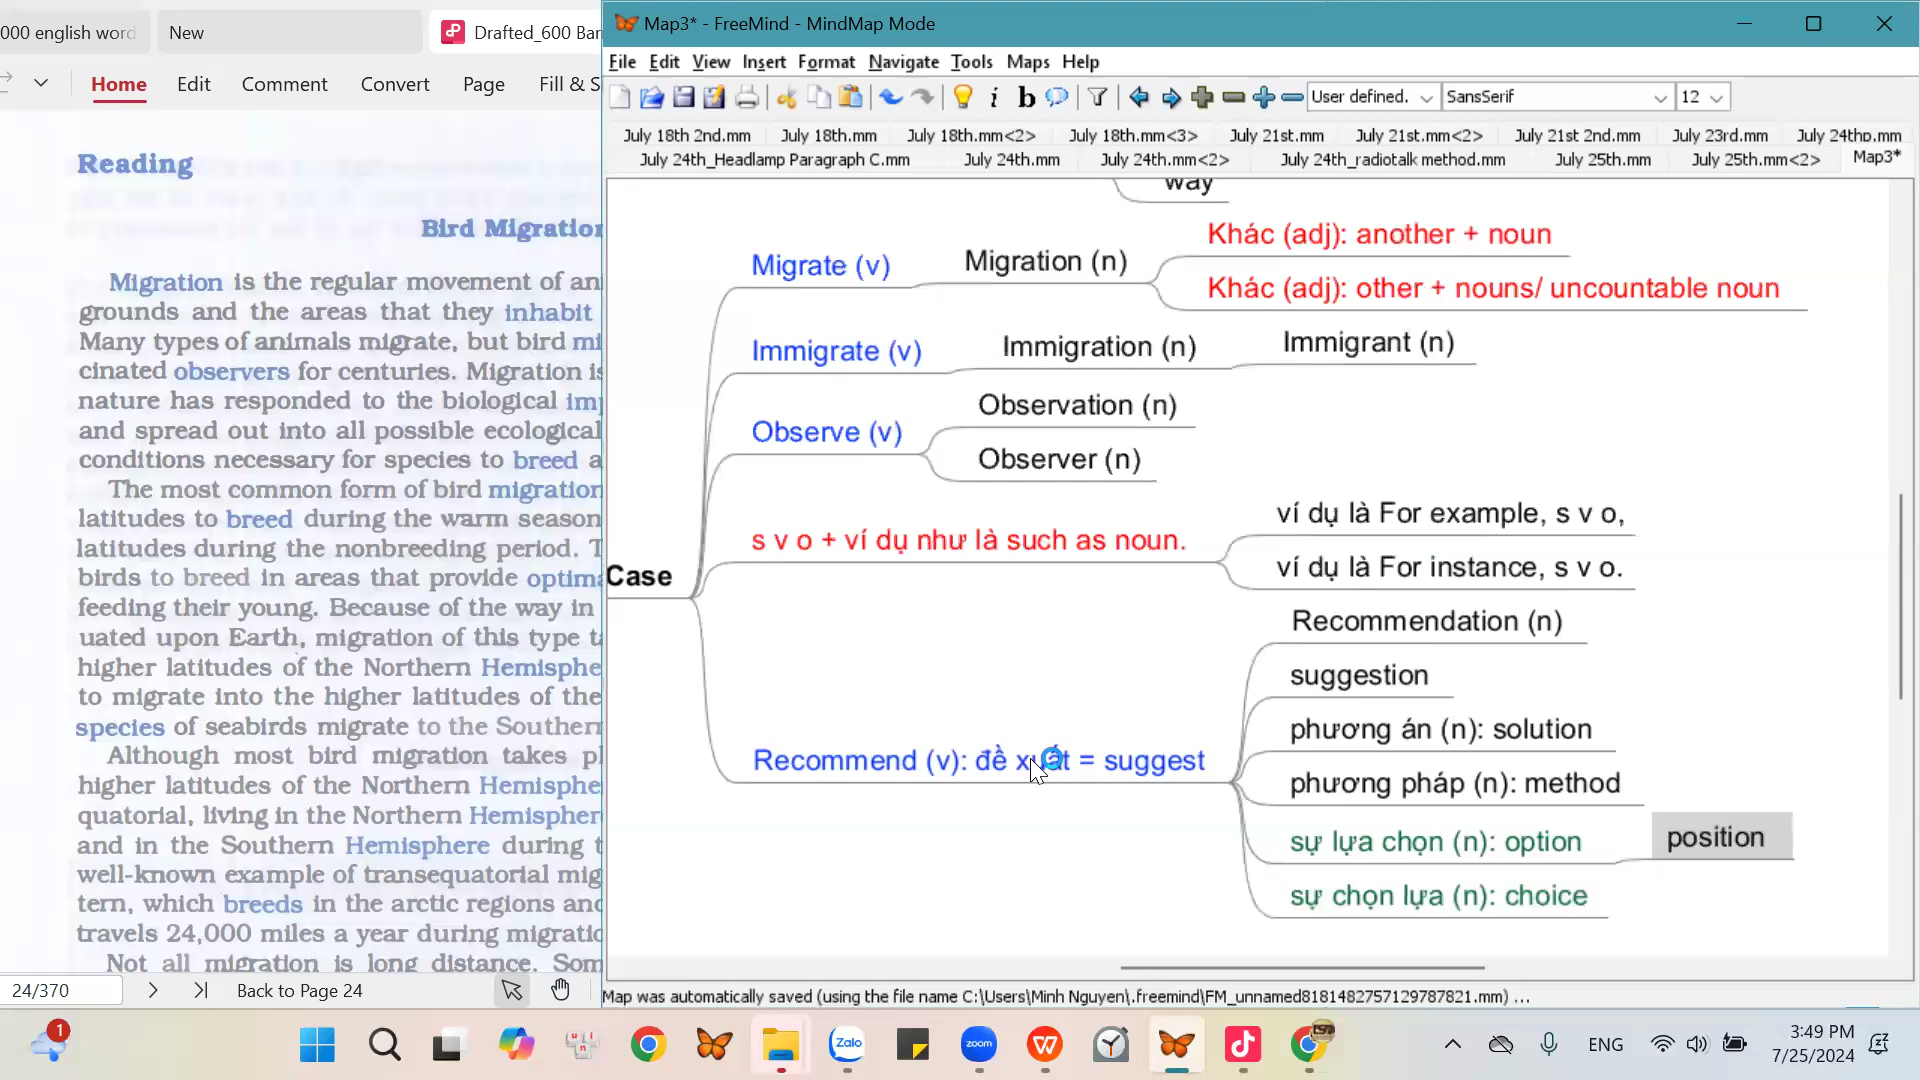 000 english word
New
Drafted_600 Bar
Home
Edit
Comment
Convert
Page
Fill & S
Reading
Bird Migration
Migration is the regular movement of an
grounds and the areas that they inhabit
Many types of animals migrate, but bird mi
cinated observers for centuries. Migration is
nature has responded to the biological imp
and spread out into all possible ecological
conditions necessary for species to breed a
The most common form of bird migration
latitudes to breed during the warm season
latitudes during the nonbreeding period. T
birds to breed in areas that provide optima
feeding their young. Because of the way in
uated upon Earth, migration of this type ta
higher latitudes of the Northern Hemisphe
to migrate into the higher latitudes of the
species of seabirds migrate to the Southern
Although most bird migration takes pl
higher latitudes of the Northern Hemisphe
quatorial, living in the Northern Hemispher
and in the Southern Hemisphere during t
well-known example of transequatorial mig
tern, which breeds in the arctic regions and
travels 24,000 miles a year during migratio
Not all migration is long distance. Som
24/370
Back to Page 24
Map3* - FreeMind - MindMap Mode
File Edit View Insert Format Navigate Tools Maps Help
User defined.
SansSerif
12
July 18th 2nd.mm
July 18th.mm
July 18th.mm<2>
July 18th.mm<3>
July 21st.mm
July 21st.mm<2>
July 21st 2nd.mm
July 23rd.mm
July 24thp.mm
July 24th_Headlamp Paragraph C.mm
July 24th.mm
July 24th.mm<2>
July 24th_radiotalk method.mm
July 25th.mm
July 25th.mm<2>
Map3*
way
Khác (adj): another + noun
Migrate (v)
Migration (n)
Khác (adj): other + nouns/ uncountable noun
Immigrate (v)
Immigration (n)
Immigrant (n)
Observation (n)
Observe (v)
Observer (n)
ví dụ là For example, s v o,
s v o + ví dụ như là such as noun.
ví dụ là For instance, s v o.
Case
Recommendation (n)
suggestion
phương án (n): solution
Recommend (v): đề xuất = suggest
phương pháp (n): method
sự lựa chọn (n): option
position
sự chọn lựa (n): choice
Map was automatically saved (using the file name C:\Users\Minh Nguyen\.freemind\FM_unnamed8181482757129787821.mm) ...
1
Zalo
zoom
ENG
3:49 PM
7/25/2024